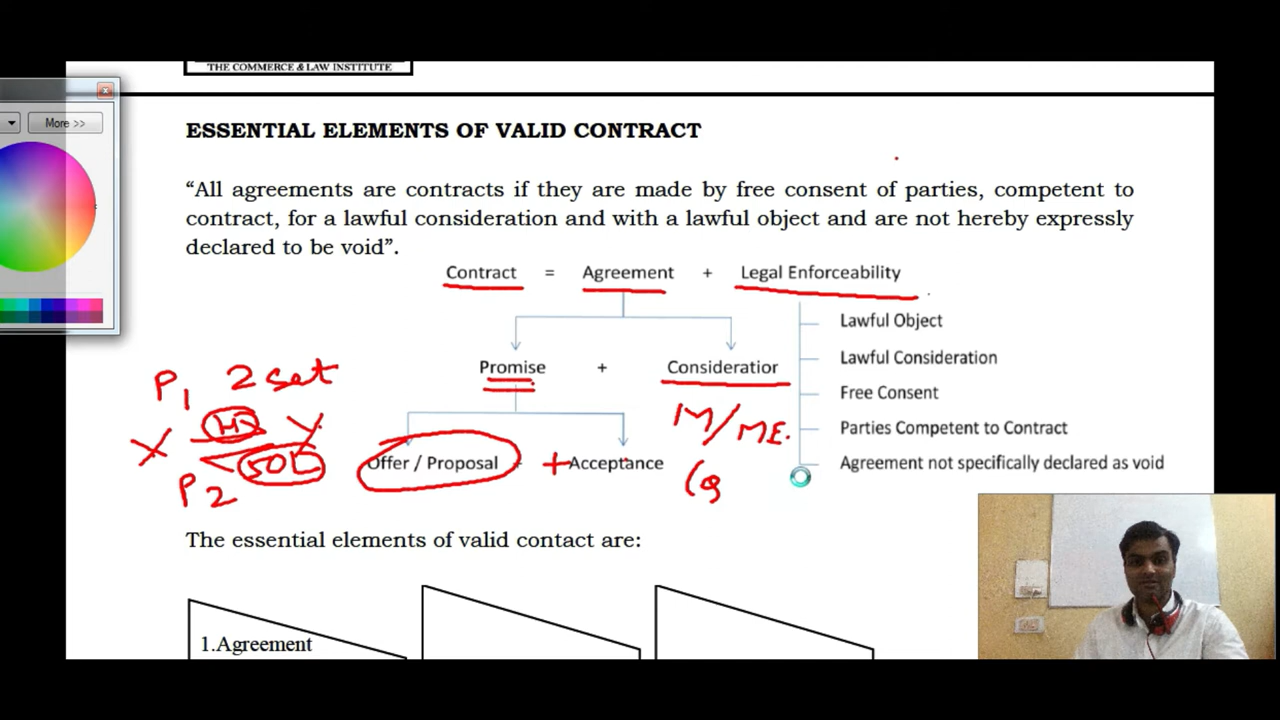 THE COMMERCE & LAW INSTITUTE
More >>
ESSENTIAL ELEMENTS OF VALID CONTRACT
“All agreements are contracts if they are made by free consent of parties, competent to
contract, for a lawful consideration and with a lawful object and are not hereby expressly
declared to be void”.
Contract = Agreement + Legal Enforceability
Lawful Object
Promise + Consideratior
Lawful Consideration
Free Consent
Parties Competent to Contract
Offer / Proposal + Acceptance
Agreement not specifically declared as void
P1 2 set
X Y
P2 50L
M/ME.
The essential elements of valid contact are:
1.Agreement